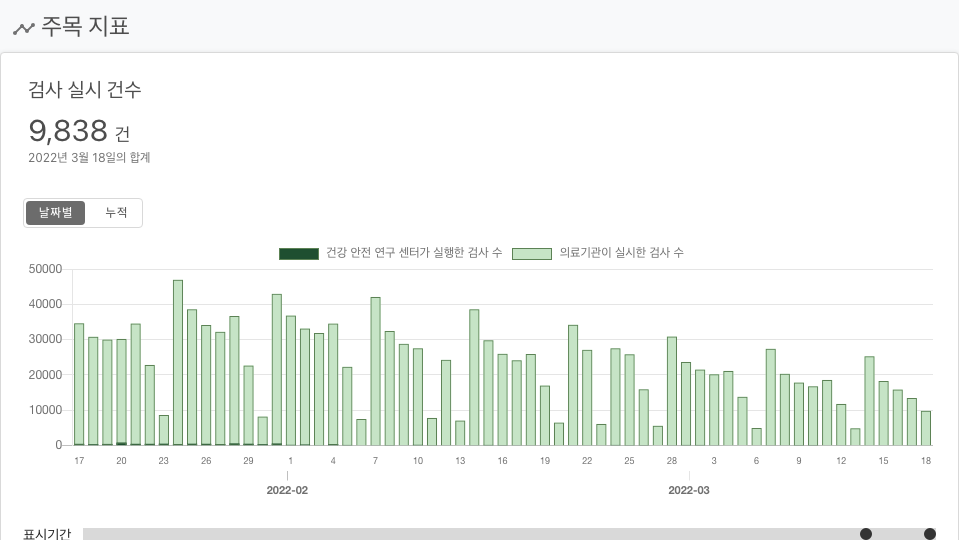 주목 지표
검사 실시 건수
9,838 건
2022년 3월 18일의 합계
날짜별 누적
건강 안전 연구 센터가 실행한 검사 수 의료기관이 실시한 검사 수
50000
40000
30000
20000
10000
0
17 20 23 26 29 1 4 7 10 13 16 19 22 25 28 3 6 9 12 15 18
2022-02 2022-03
표시기간